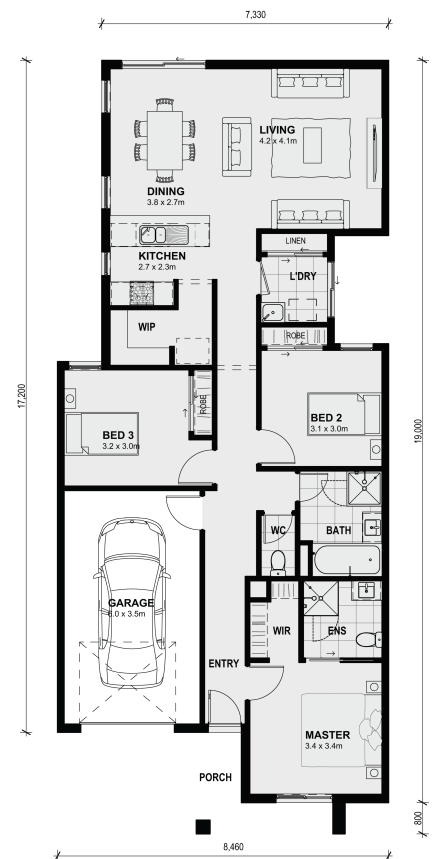 7,330
LIVING
4.2 x 4.1m
DINING
3.8 x 2.7m
LINEN
KITCHEN
2.7 x 2.3m
L'DRY
WIP
ROBE
17,200
19,000
ROBE
BED 2
3.1 x 3.0m
BED 3
3.2 x 3.0m
WC
BATH
GARAGE
.0 x 3.5m
WIR
ENS
ENTRY
MASTER
3.4 x 3.4m
PORCH
800
8,460